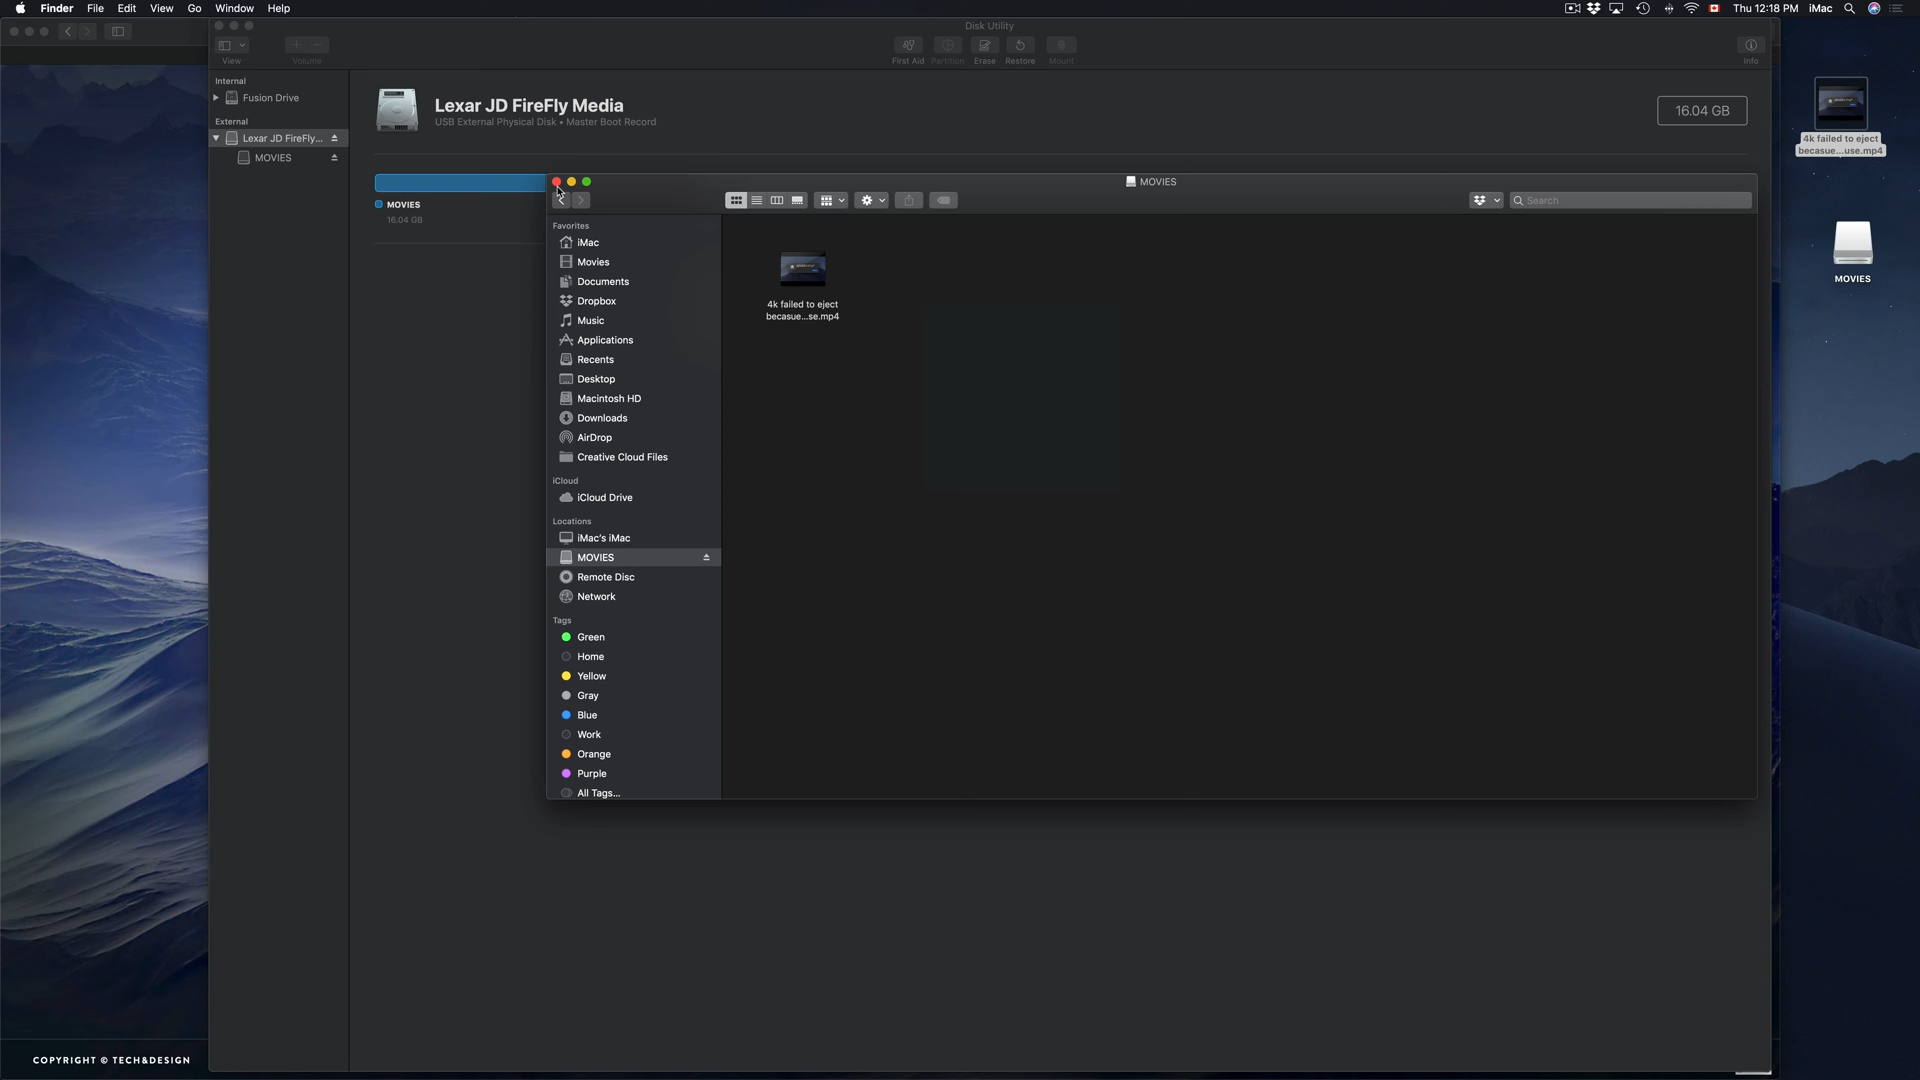 Finder File Edit View Go Window Help
Thu 12:18 PM iMac
Disk Utility
View
Volume
First Aid Partition Erase Restore Mount
Info
Internal
Fusion Drive
External
Lexar JD FireFly...
MOVIES
Lexar JD FireFly Media
USB External Physical Disk • Master Boot Record
16.04 GB
MOVIES
16.04 GB
MOVIES
Search
Favorites
iMac
Movies
Documents
Dropbox
Music
Applications
Recents
Desktop
Macintosh HD
Downloads
AirDrop
Creative Cloud Files
iCloud
iCloud Drive
Locations
iMac's iMac
MOVIES
Remote Disc
Network
Tags
Green
Home
Yellow
Gray
Blue
Work
Orange
Purple
All Tags...
4k failed to eject
becasue...se.mp4
4k failed to eject
becasue...use.mp4
MOVIES
COPYRIGHT © TECH&DESIGN